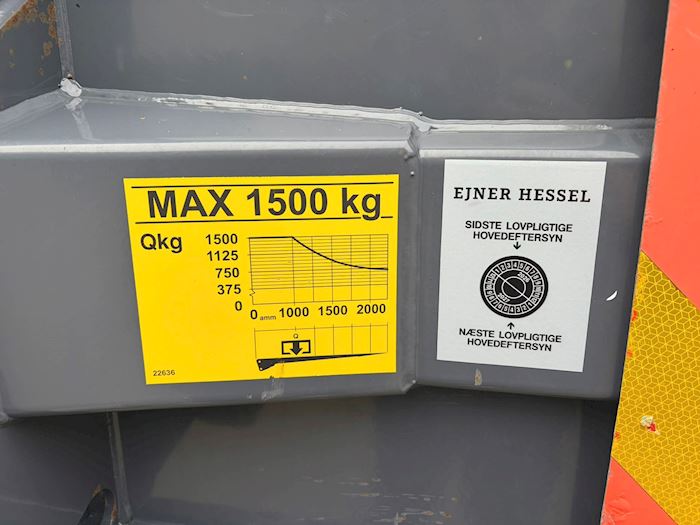 MAX 1500 kg
Qkg
1500
1125
750
375
0
0 amm 1000 1500 2000
Q
22636
EJNER HESSEL
SIDSTE LOVPLIGTIGE
HOVEDEFTERSYN
NÆSTE LOVPLIGTIGE
HOVEDEFTERSYN